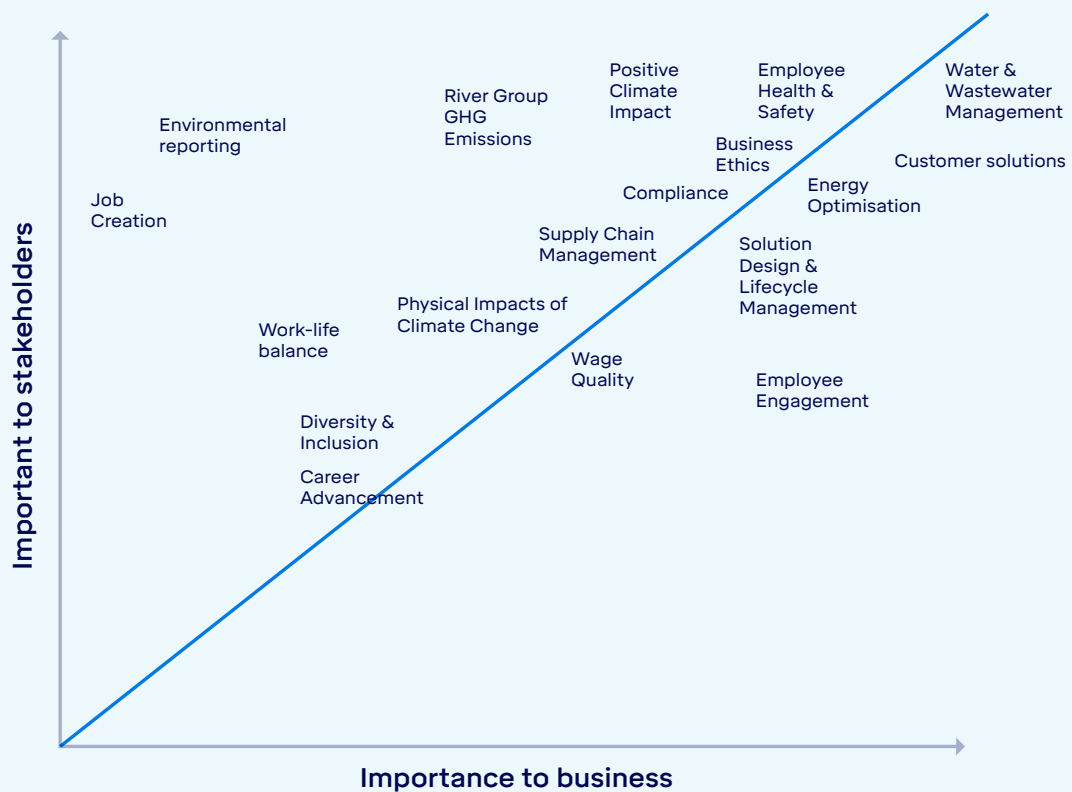 Positive
Climate
Impact
Employee
Health &
Safety
Water &
Wastewater
Management
River Group
GHG
Emissions
Environmental
reporting
Business
Ethics
Customer solutions
Energy
Optimisation
Compliance
Job
Creation
Supply Chain
Management
Solution
Design &
Lifecycle
Management
Physical Impacts of
Climate Change
Work-life
balance
Wage
Quality
Employee
Engagement
Diversity &
Inclusion
Career
Advancement
Important to stakeholders
Importance to business